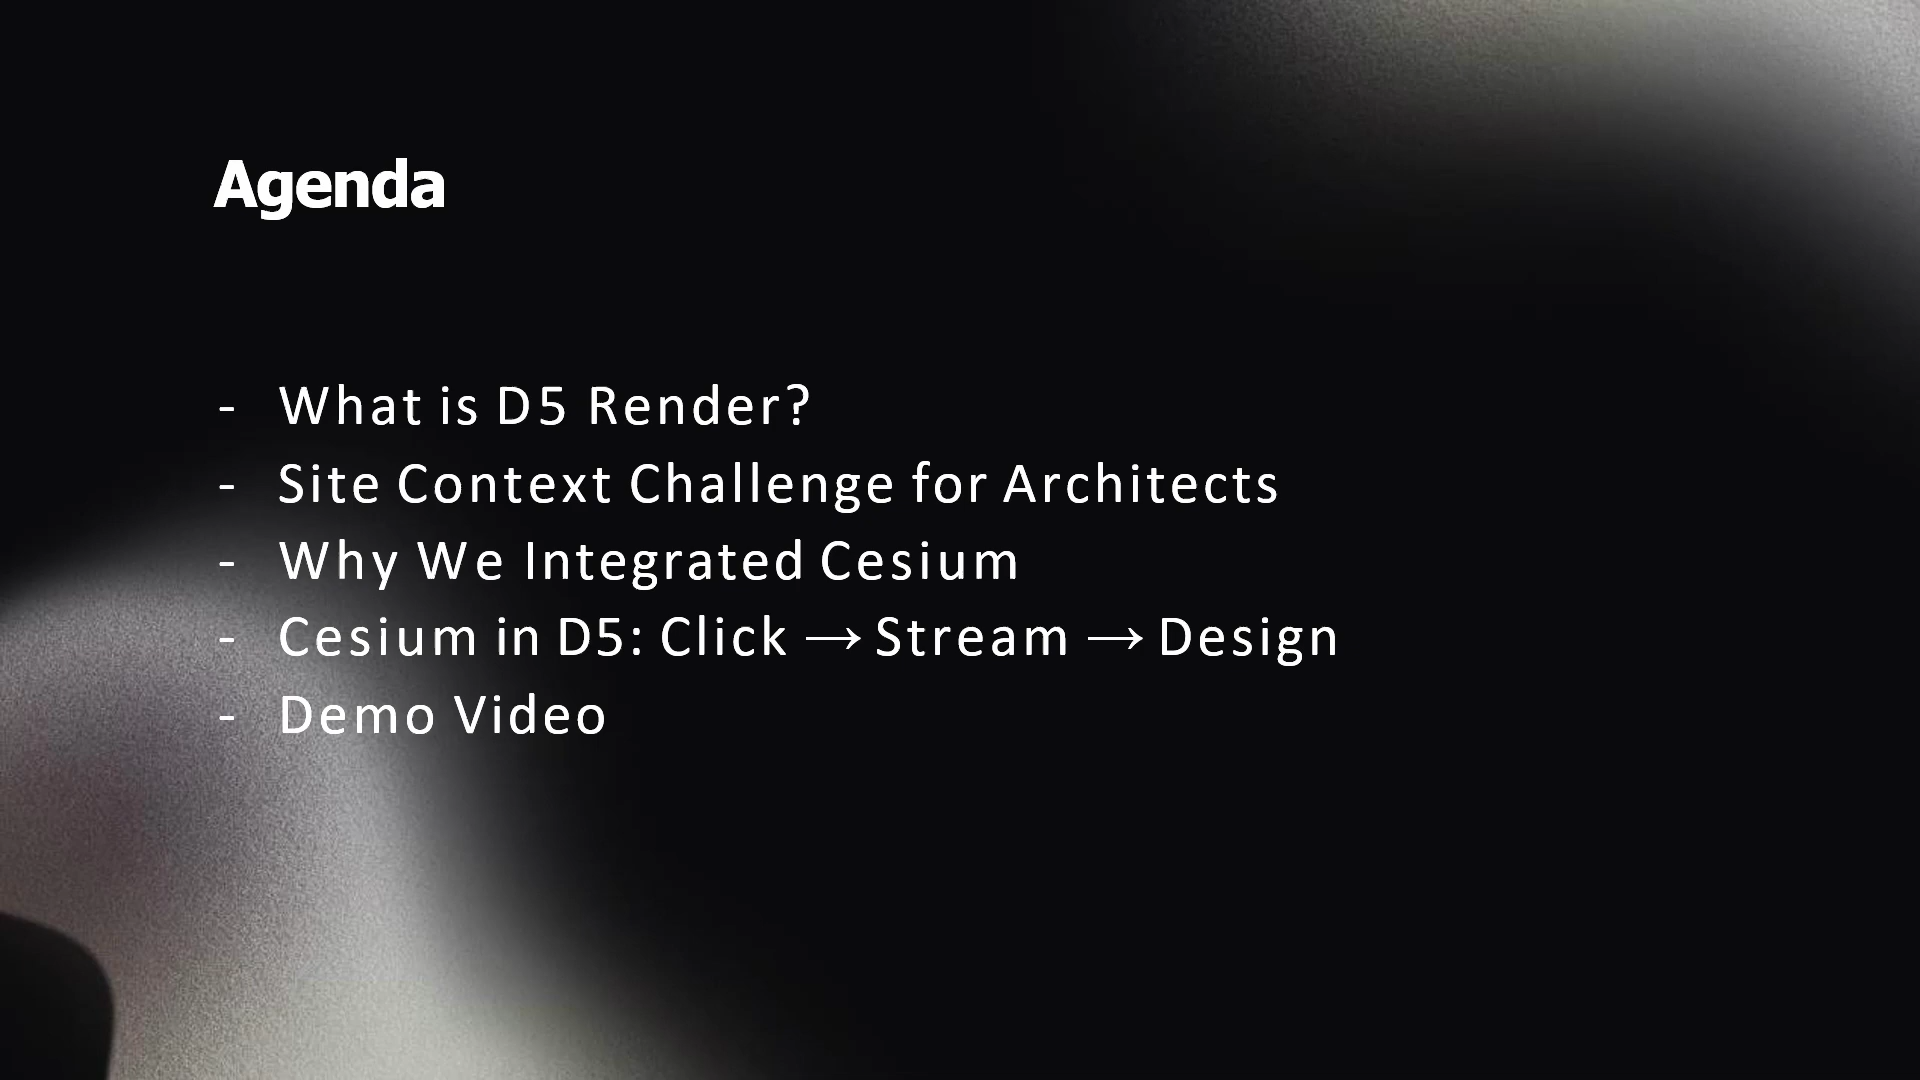 Agenda
- What is D5 Render?
- Site Context Challenge for Architects
- Why We Integrated Cesium
- Cesium in D5: Click → Stream → Design
- Demo Video